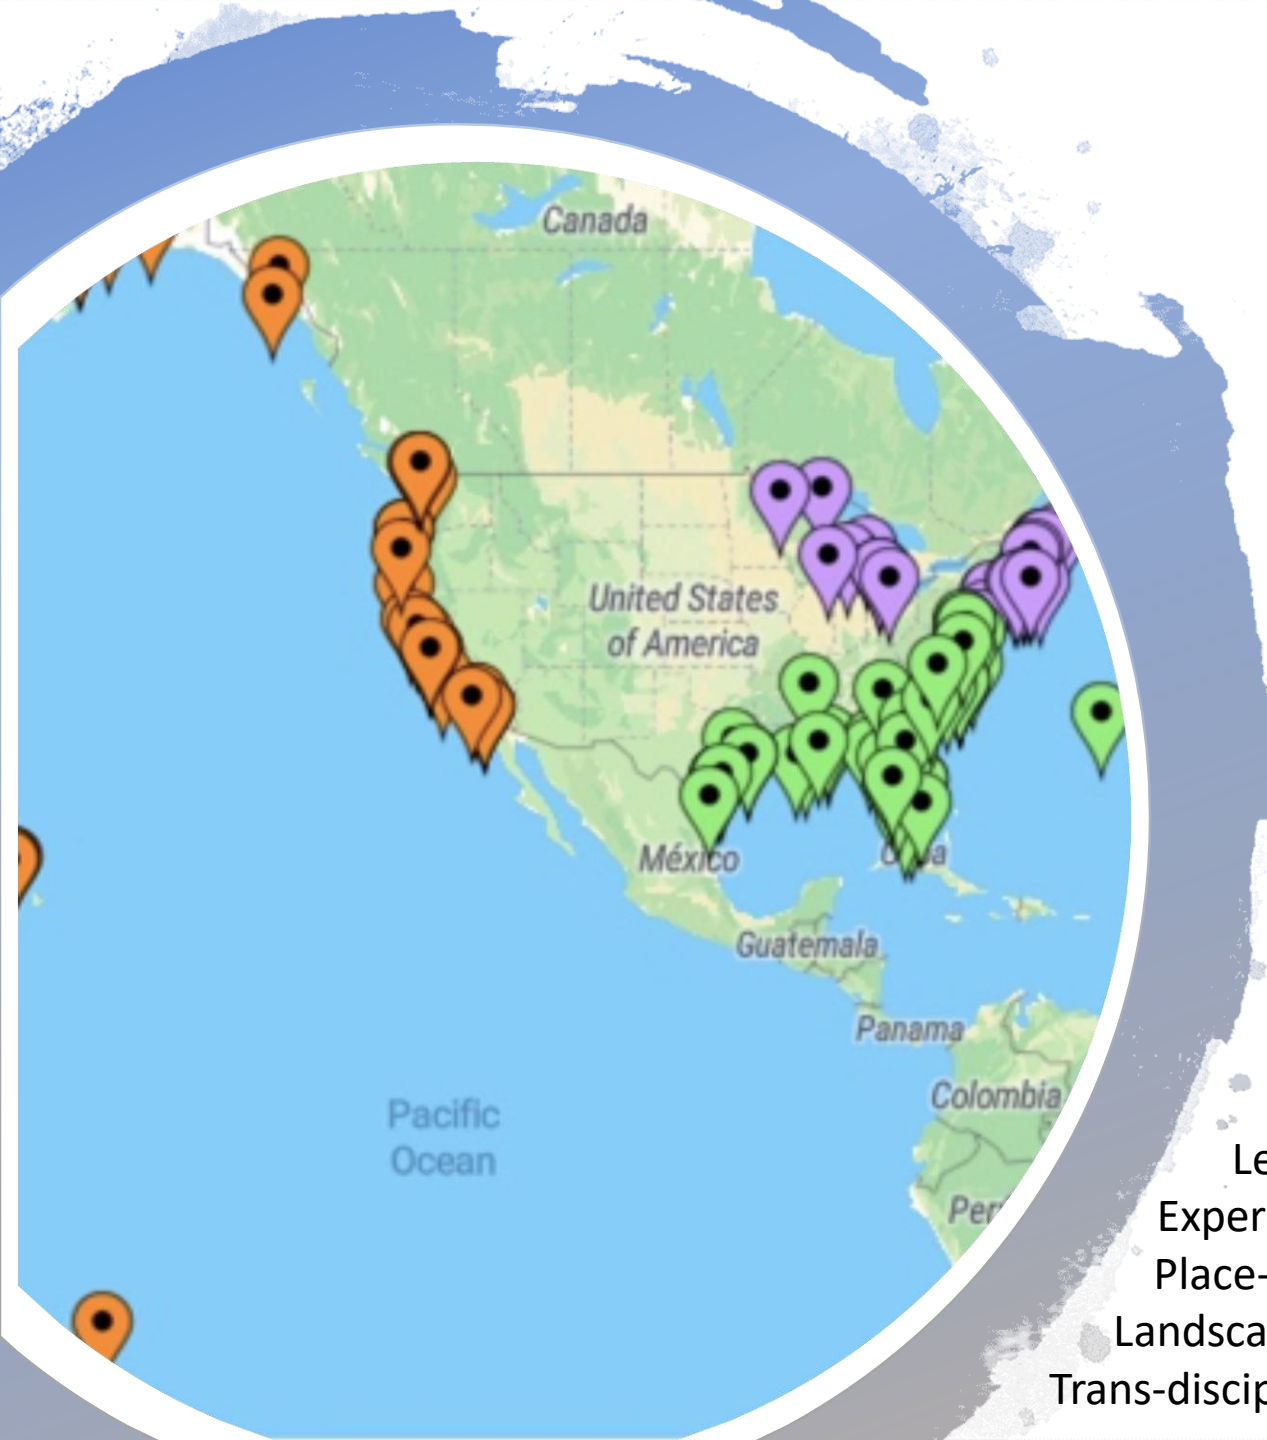 Canada
United States
of America
México
Guatemala
Panama
Colombia
Pacific
Ocean
Le
Exper
Place-
Landsca
Trans-discip